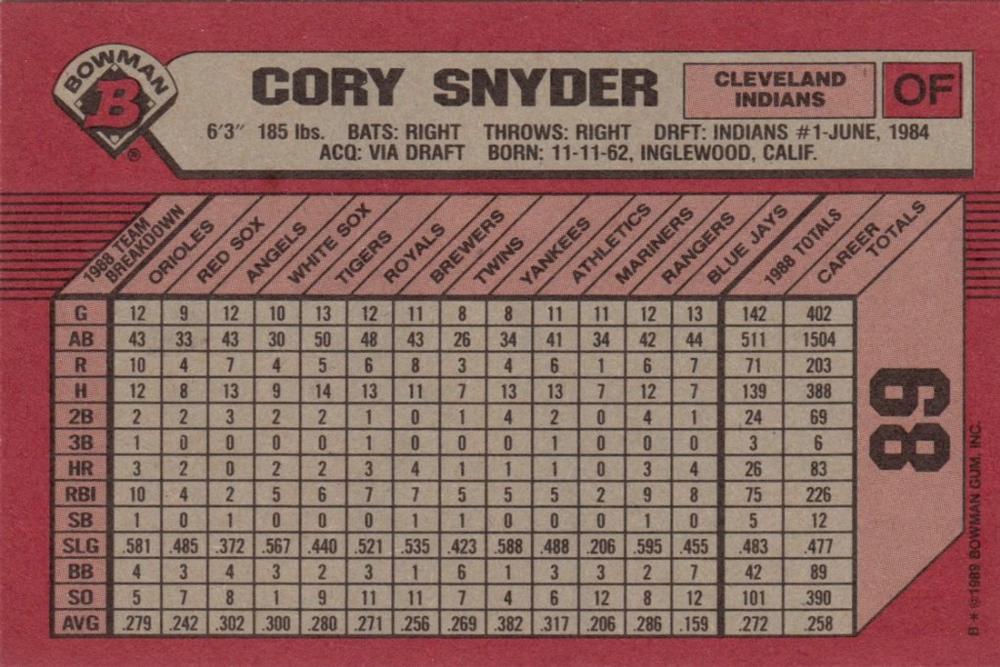 BOWMAN
B
®
CORY SNYDER
CLEVELAND
INDIANS
OF
6'3" 185 lbs. BATS: RIGHT THROWS: RIGHT DRFT: INDIANS #1-JUNE, 1984
ACQ: VIA DRAFT BORN: 11-11-62, INGLEWOOD, CALIF.
1988 TEAM
BREAKDOWN
ORIOLES
RED SOX
ANGELS
WHITE SOX
TIGERS
ROYALS
BREWERS
TWINS
YANKEES
ATHLETICS
MARINERS
RANGERS
BLUE JAYS
1988 TOTALS
CAREER
TOTALS
G 12 9 12 10 13 12 11 8 8 11 11 12 13 142 402
AB 43 33 43 30 50 48 43 26 34 41 34 42 44 511 1504
R 10 4 7 4 5 6 8 3 4 6 1 6 7 71 203
H 12 8 13 9 14 13 11 7 13 13 7 12 7 139 388
2B 2 2 3 2 2 1 0 1 4 2 0 4 1 24 69
3B 1 0 0 0 0 1 0 0 0 1 0 0 0 3 6
HR 3 2 0 2 2 3 4 1 1 1 0 3 4 26 83
RBI 10 4 2 5 6 7 7 5 5 5 2 9 8 75 226
SB 1 0 1 0 0 0 1 1 0 0 0 1 0 5 12
SLG .581 .485 .372 .567 .440 .521 .535 .423 .588 .488 .206 .595 .455 .483 .477
BB 4 3 4 3 2 3 1 6 1 3 3 2 7 42 89
SO 5 7 8 1 9 11 11 7 4 6 12 8 12 101 390
AVG .279 .242 .302 .300 .280 .271 .256 .269 .382 .317 .206 .286 .159 .272 .258
89
B * ©1989 BOWMAN GUM, INC.